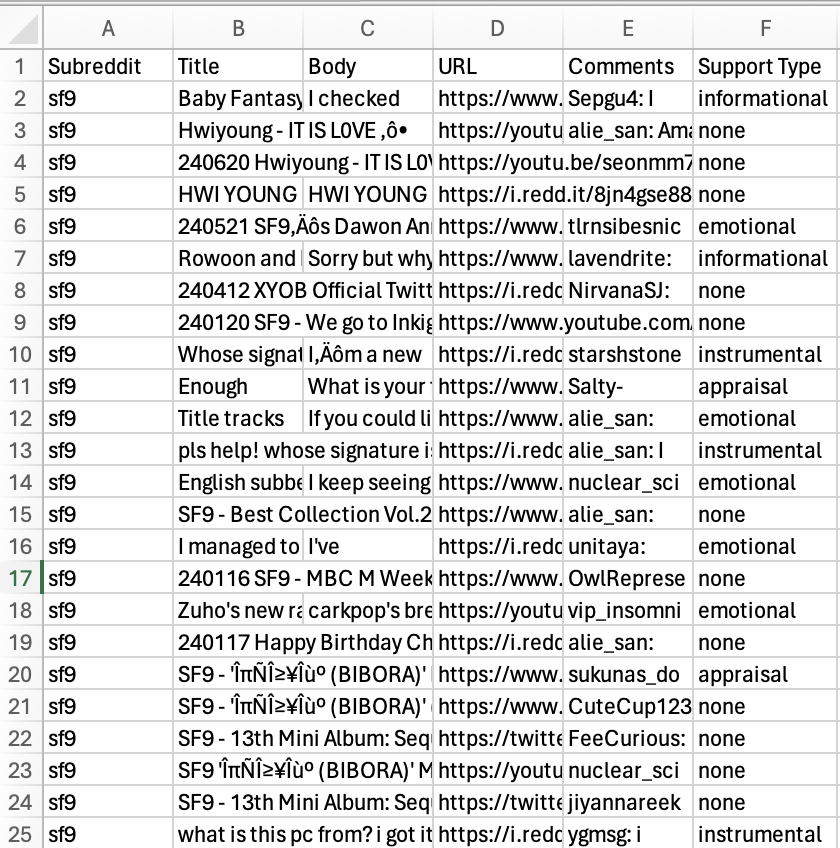 A B C D E F
1 Subreddit Title Body URL Comments Support Type
2 sf9 Baby Fantasy I checked https://www. Sepgu4: I informational
3 sf9 Hwiyoung - IT IS L0VE ‚ô• https://youtu alie_san: Ama none
4 sf9 240620 Hwiyoung - IT IS L0V https://youtu.be/seonmm7 none
5 sf9 HWI YOUNG HWI YOUNG https://i.redd.it/8jn4gse88 none
6 sf9 240521 SF9‚Äôs Dawon An https://www. tlrnsibesnic emotional
7 sf9 Rowoon and Sorry but why https://www. lavendrite: informational
8 sf9 240412 XYOB Official Twitt https://i.redd NirvanaSJ: none
9 sf9 240120 SF9 - We go to Inkig https://www.youtube.com/ none
10 sf9 Whose signat I‚Äôm a new https://i.redd starshstone instrumental
11 sf9 Enough What is your https://www. Salty- appraisal
12 sf9 Title tracks If you could li https://www. alie_san: emotional
13 sf9 pls help! whose signature is https://i.redd alie_san: I instrumental
14 sf9 English subbe I keep seeing https://www. nuclear_sci emotional
15 sf9 SF9 - Best Collection Vol.2 https://www. alie_san: none
16 sf9 I managed to I've https://i.redd unitaya: emotional
17 sf9 240116 SF9 - MBC M Week https://www. OwlReprese none
18 sf9 Zuho's new ra carkpop's bre https://youtu vip_insomni emotional
19 sf9 240117 Happy Birthday Ch https://i.redd alie_san: none
20 sf9 SF9 - 'ÎπÑÎ≥¥Îùº (BIBORA)' https://www. sukunas_do appraisal
21 sf9 SF9 - 'ÎπÑÎ≥¥Îùº (BIBORA)' https://www. CuteCup123 none
22 sf9 SF9 - 13th Mini Album: Seq https://twitte FeeCurious: none
23 sf9 SF9 'ÎπÑÎ≥¥Îùº (BIBORA)' M https://youtu nuclear_sci none
24 sf9 SF9 - 13th Mini Album: Seq https://twitte jiyannareek none
25 sf9 what is this pc from? i got it https://i.redd ygmsg: i instrumental